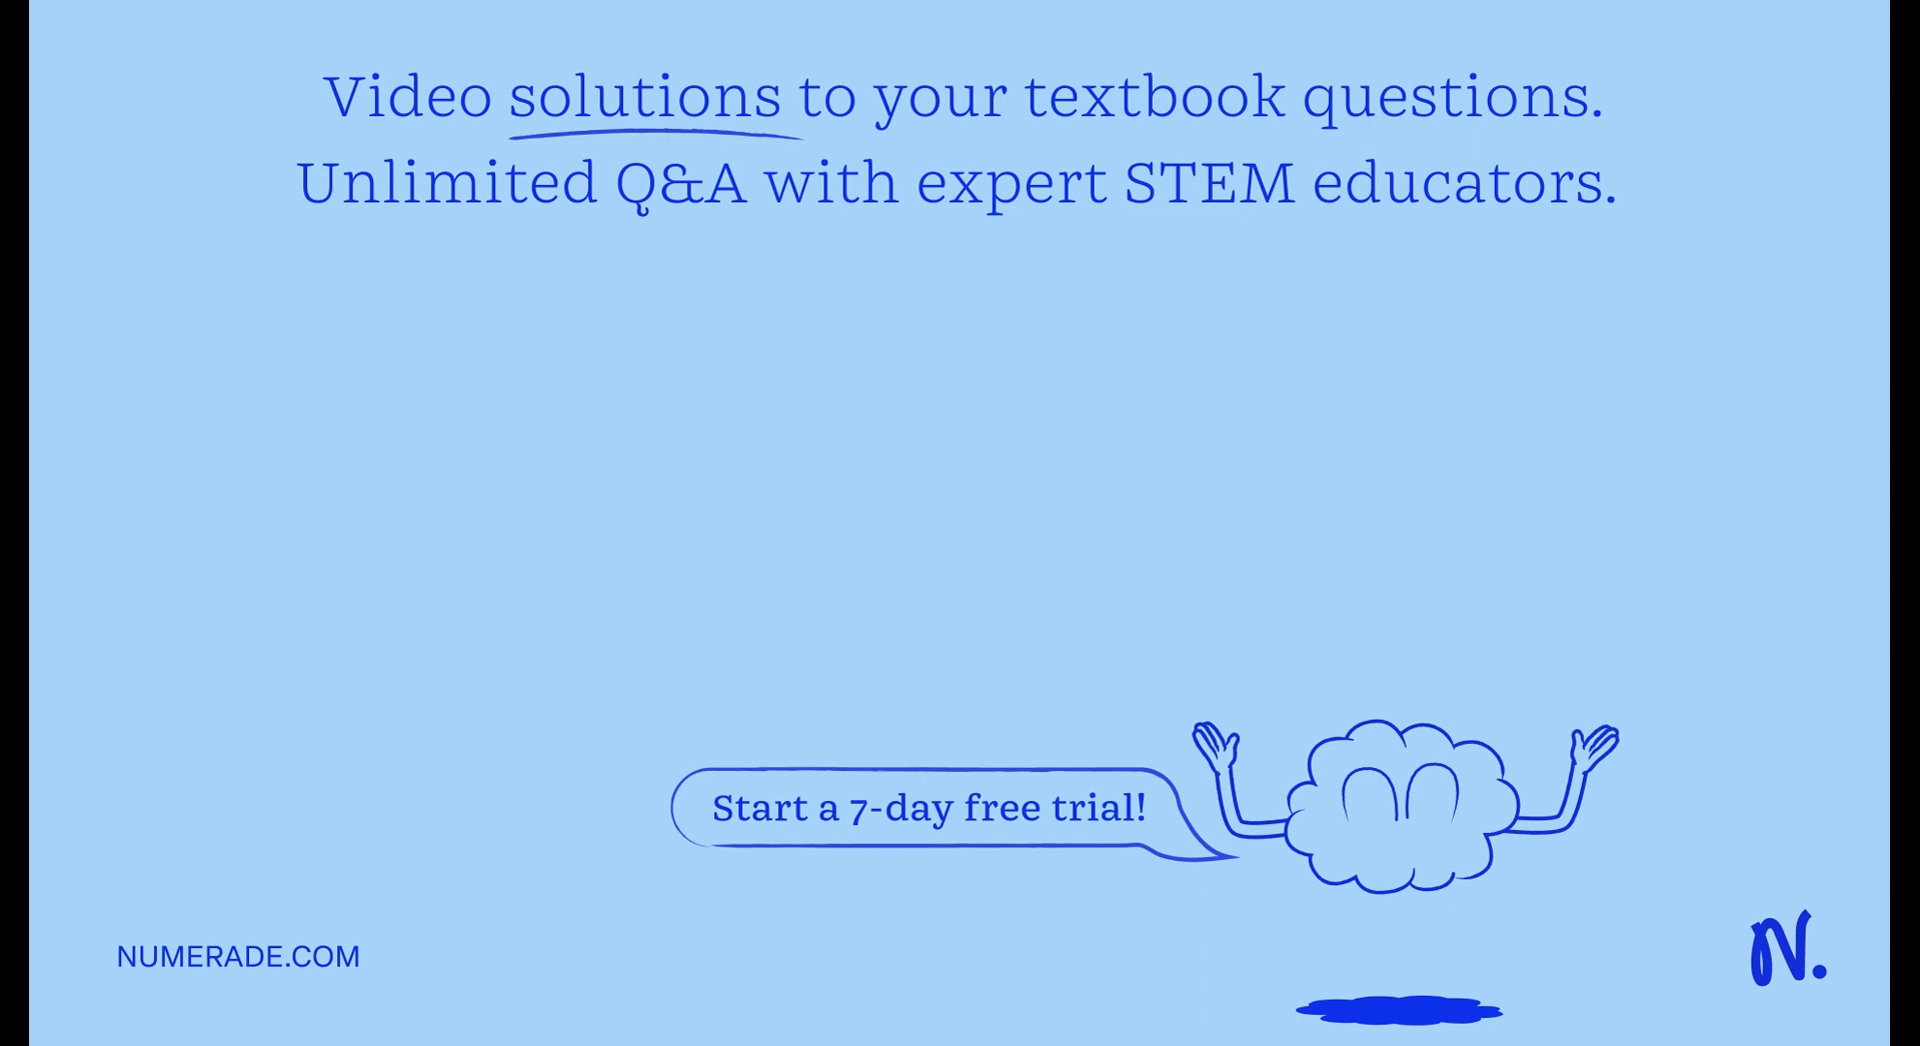 Video solutions to your textbook questions.
Unlimited Q&A with expert STEM educators.
Start a 7-day free trial!
NUMERADE.COM
N.